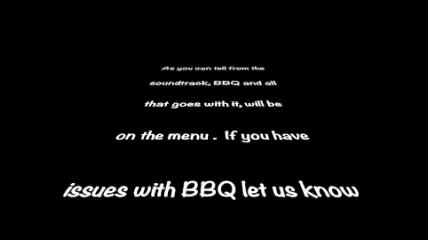 As you can tell from the
soundtrack, BBQ and all
that goes with it, will be
on the menu . If you have
issues with BBQ let us know